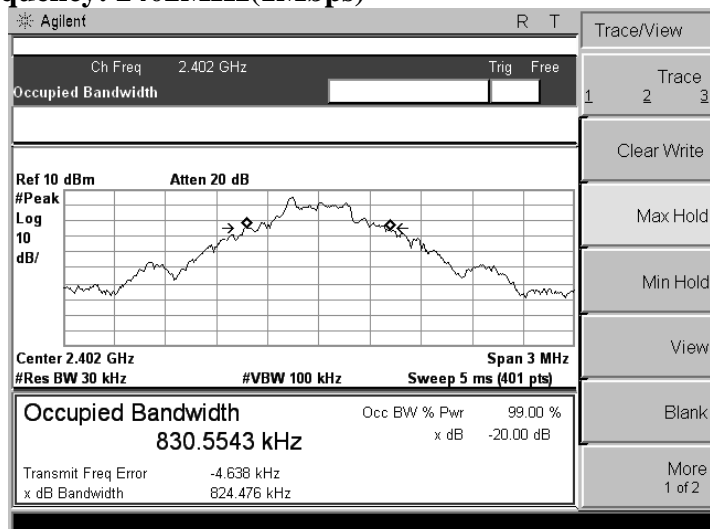 quency: 2402MHz(1Mbps)
Agilent R T
Trace/View
Ch Freq 2.402 GHz Trig Free
Occupied Bandwidth
Trace
1 2 3
Clear Write
Ref 10 dBm Atten 20 dB
#Peak
Log
10
dB/
Max Hold
Min Hold
View
Center 2.402 GHz Span 3 MHz
#Res BW 30 kHz #VBW 100 kHz Sweep 5 ms (401 pts)
Occupied Bandwidth Occ BW % Pwr 99.00 %
830.5543 kHz x dB -20.00 dB
Blank
Transmit Freq Error -4.638 kHz
x dB Bandwidth 824.476 kHz
More
1 of 2